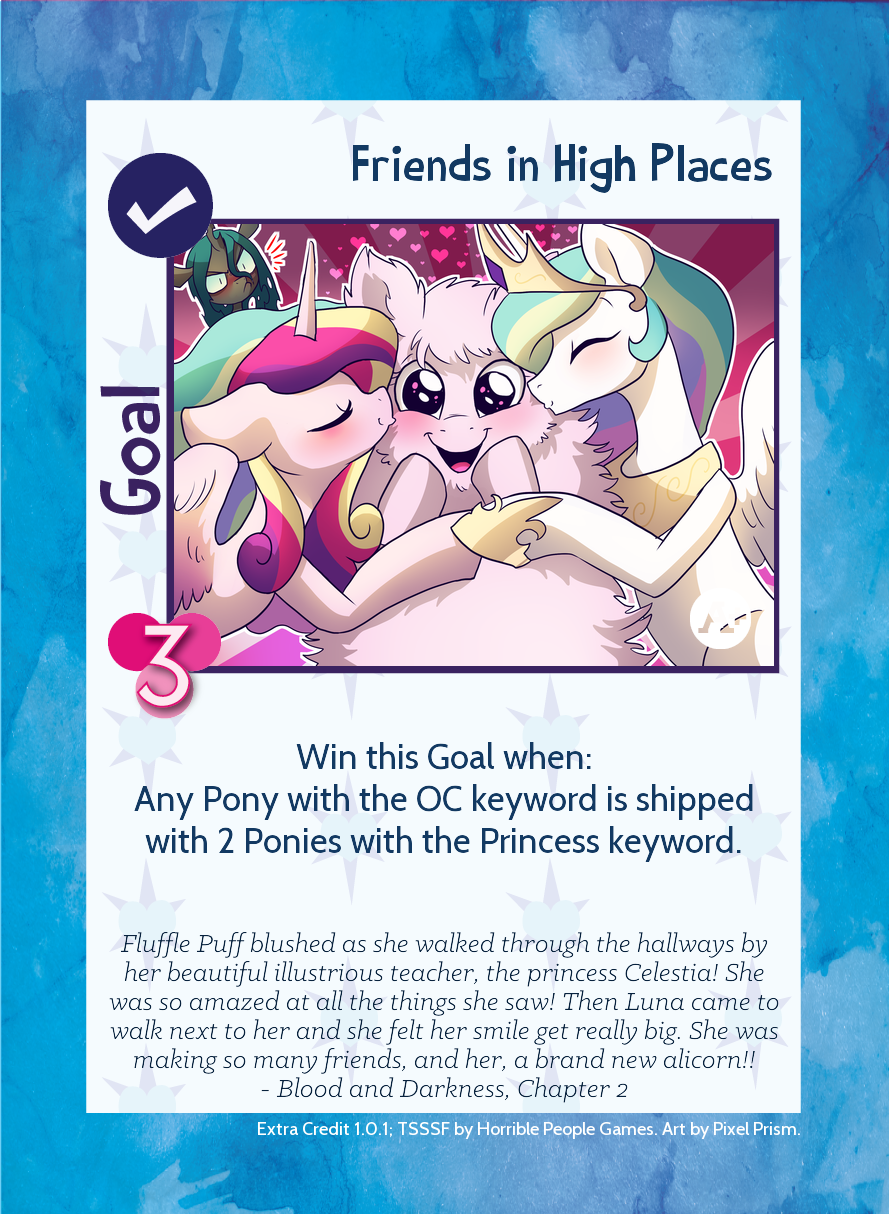 Friends in High Places
Goal
3
Win this Goal when:
Any Pony with the OC keyword is shipped
with 2 Ponies with the Princess keyword.
Fluffle Puff blushed as she walked through the hallways by
her beautiful illustrious teacher, the princess Celestia! She
was so amazed at all the things she saw! Then Luna came to
walk next to her and she felt her smile get really big. She was
making so many friends, and her, a brand new alicorn!!
- Blood and Darkness, Chapter 2
Extra Credit 1.0.1; TSSSF by Horrible People Games. Art by Pixel Prism.